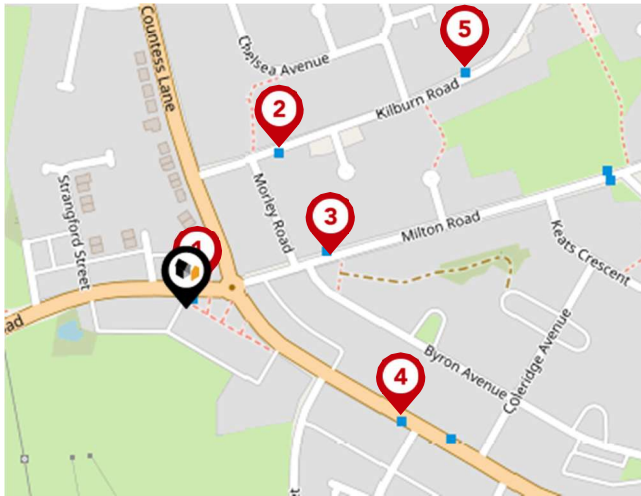 Countess Lane
5
Chelsea Avenue
2
Kilburn Road
Strangford Street
Morley Road
3
Milton Road
1
Keats Crescent
ad
4
Byron Avenue
Coleridge Avenue